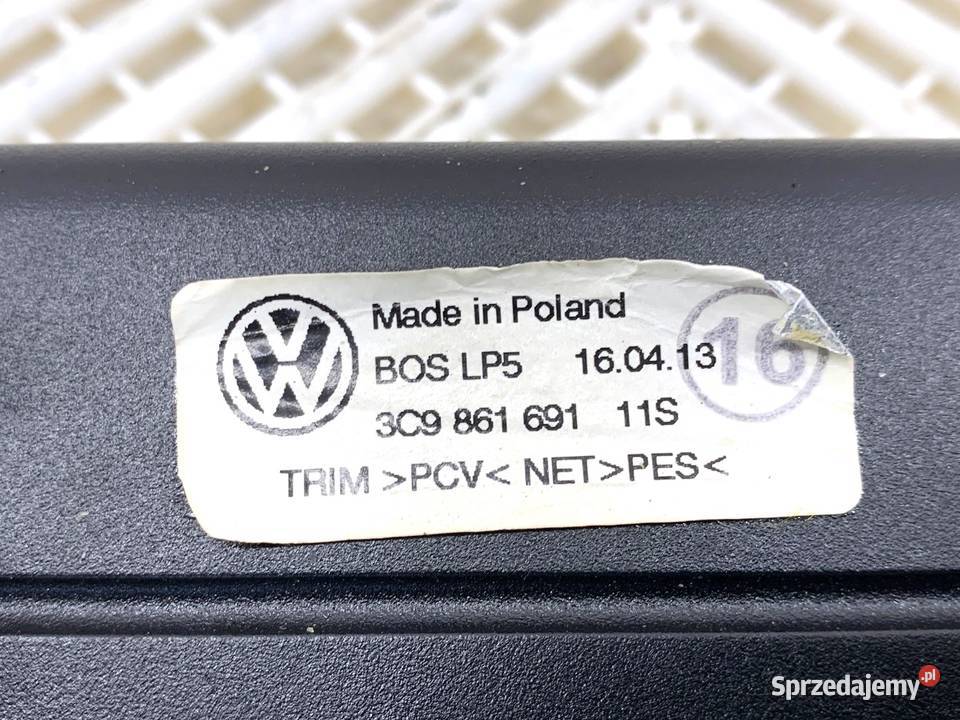 Made in Poland
BOS LP5 16.04.13 16
3C9 861 691 11S
TRIM >PCV< NET>PES<
Sprzedajemy.pl